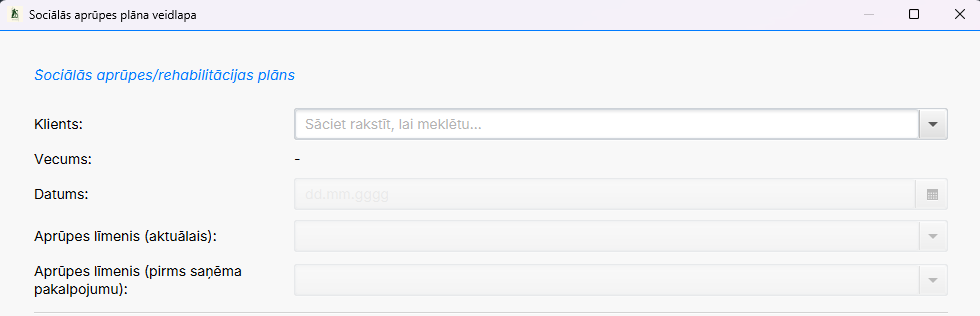 Sociālās aprūpes plāna veidlapa
Sociālās aprūpes/rehabilitācijas plāns
Klients:
Sāciet rakstīt, lai meklētu...
Vecums:
-
Datums:
dd.mm.gggg
Aprūpes līmenis (aktuālais):
Aprūpes līmenis (pirms saņēma
pakalpojumu):